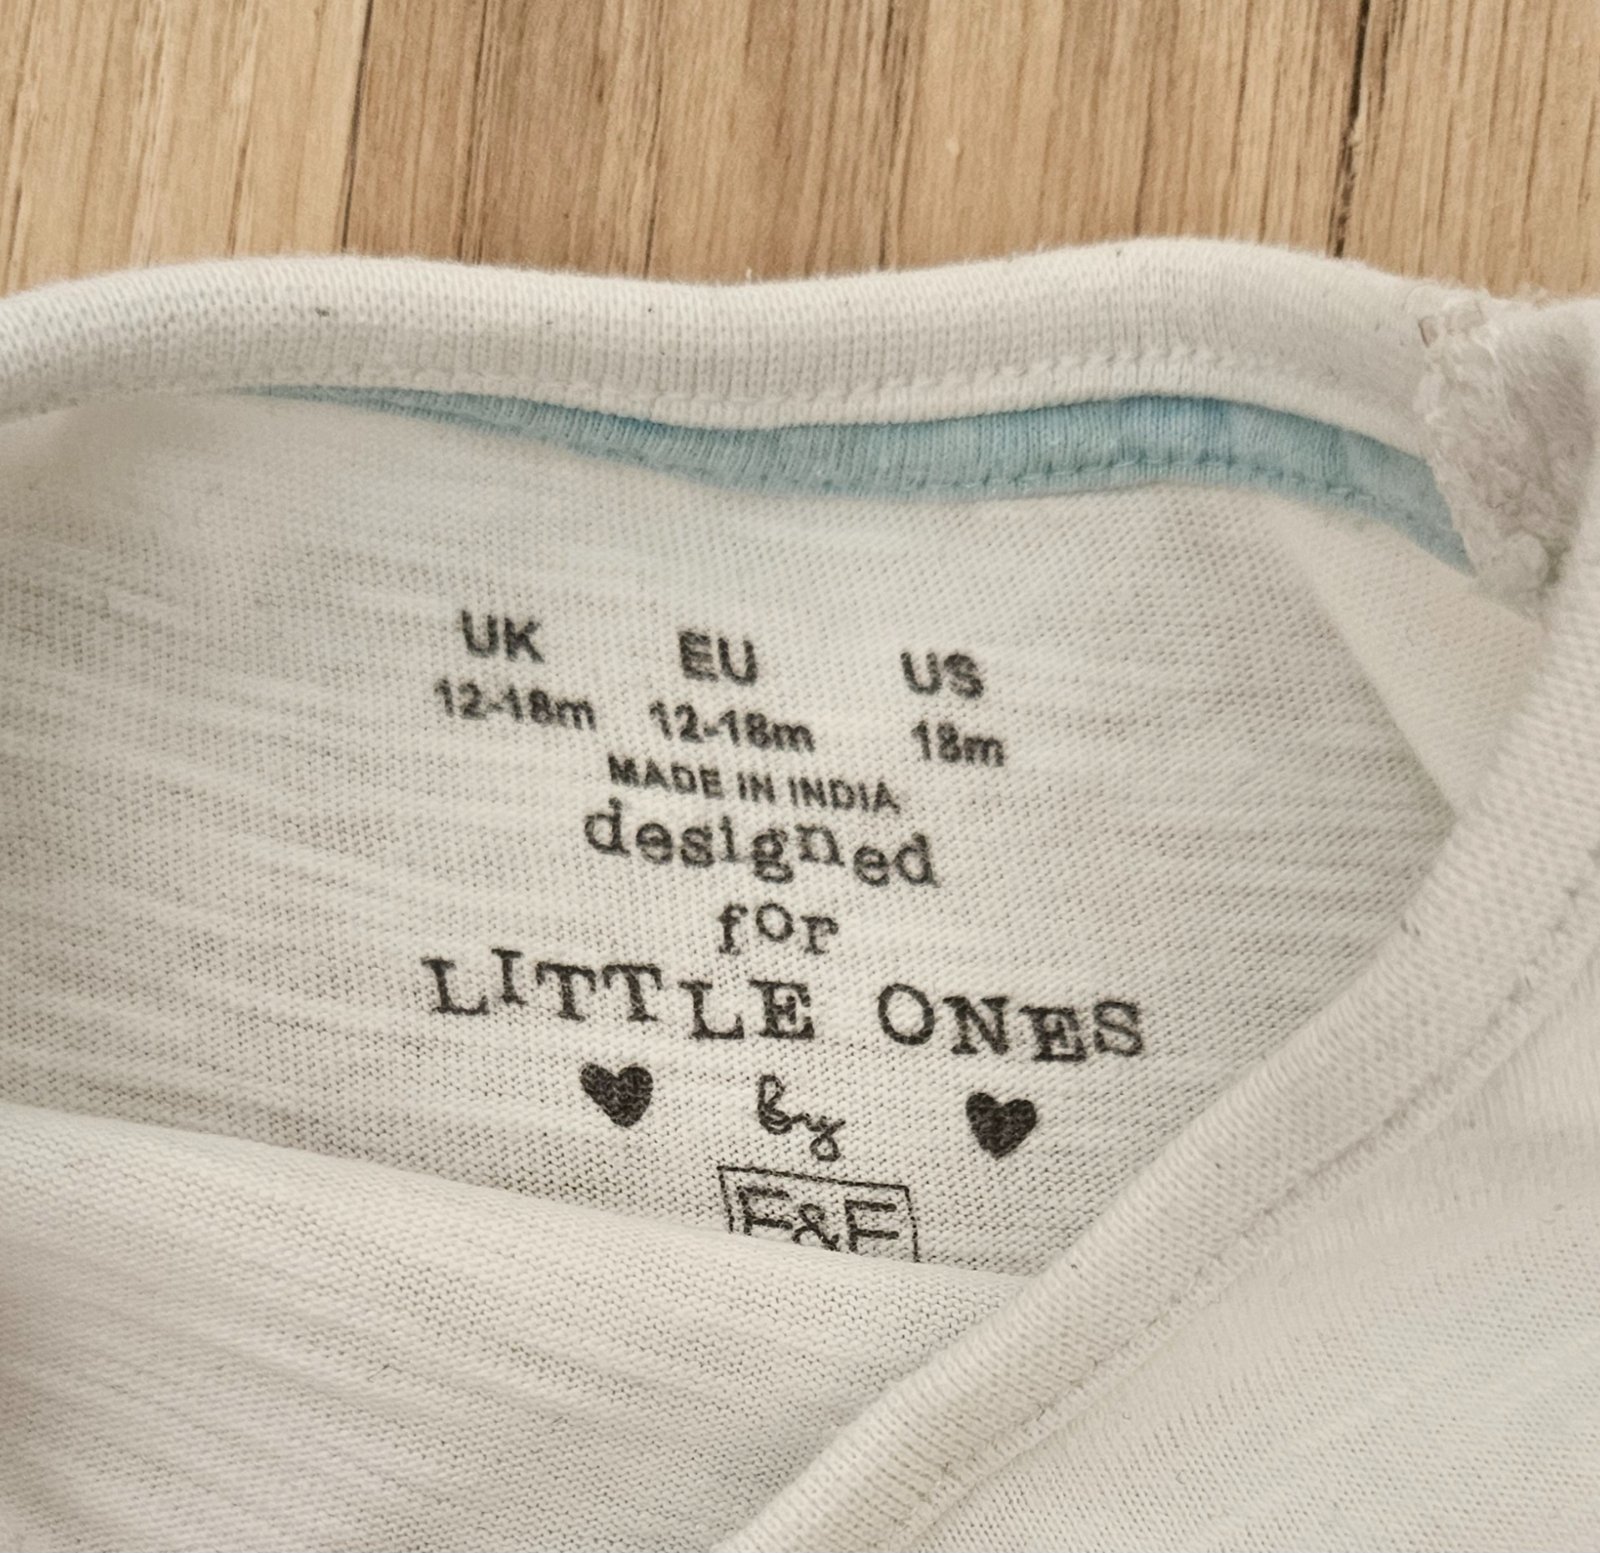 UK EU US
12-18m 12-18m 18m
MADE IN INDIA
designed
for
LITTLE ONES
by
F&F